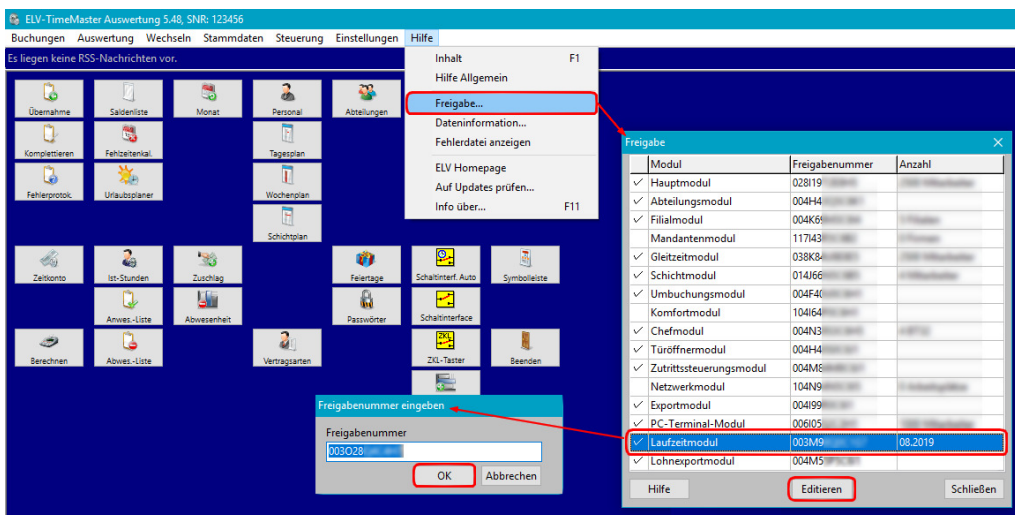 ELV-TimeMaster Auswertung 5.48, SNR: 123456
Buchungen Auswertung Wechseln Stammdaten Steuerung Einstellungen Hilfe
Es liegen keine RSS-Nachrichten vor.
Inhalt F1
Hilfe Allgemein
Freigabe...
Dateninformation...
Fehlerdatei anzeigen
ELV Homepage
Auf Updates prüfen...
Info über... F11
Übernahme Saldenliste Monat Personal Abteilungen
Komplettieren Fehlzeitenkal. Tagesplan
Fehlerprotok. Urlaubsplaner Wochenplan
Schichtplan
Zeitkonto Ist-Stunden Zuschlag Feiertage Schaltinterf. Auto Symbolleiste
Anwes.-Liste Abwesenheit Passwörter Schaltinterface
Berechnen Abwes.-Liste Vertragsarten ZKL ZKL-Taster Beenden
Freigabe
Modul Freigabenummer Anzahl
Hauptmodul 028I19
Abteilungsmodul 004H4
Filialmodul 004K69
Mandantenmodul 117I43
Gleitzeitmodul 038K84
Schichtmodul 014J66
Umbuchungsmodul 004F40
Komfortmodul 104I64
Chefmodul 004N3
Türöffnermodul 004H4
Zutrittssteuerungsmodul 004M8
Netzwerkmodul 104N9
Exportmodul 004I99
PC-Terminal-Modul 006I05
Laufzeitmodul 003M9 08.2019
Lohnexportmodul 004M5
Hilfe Editieren Schließen
Freigabenummer eingeben
Freigabenummer
003O28
OK Abbrechen